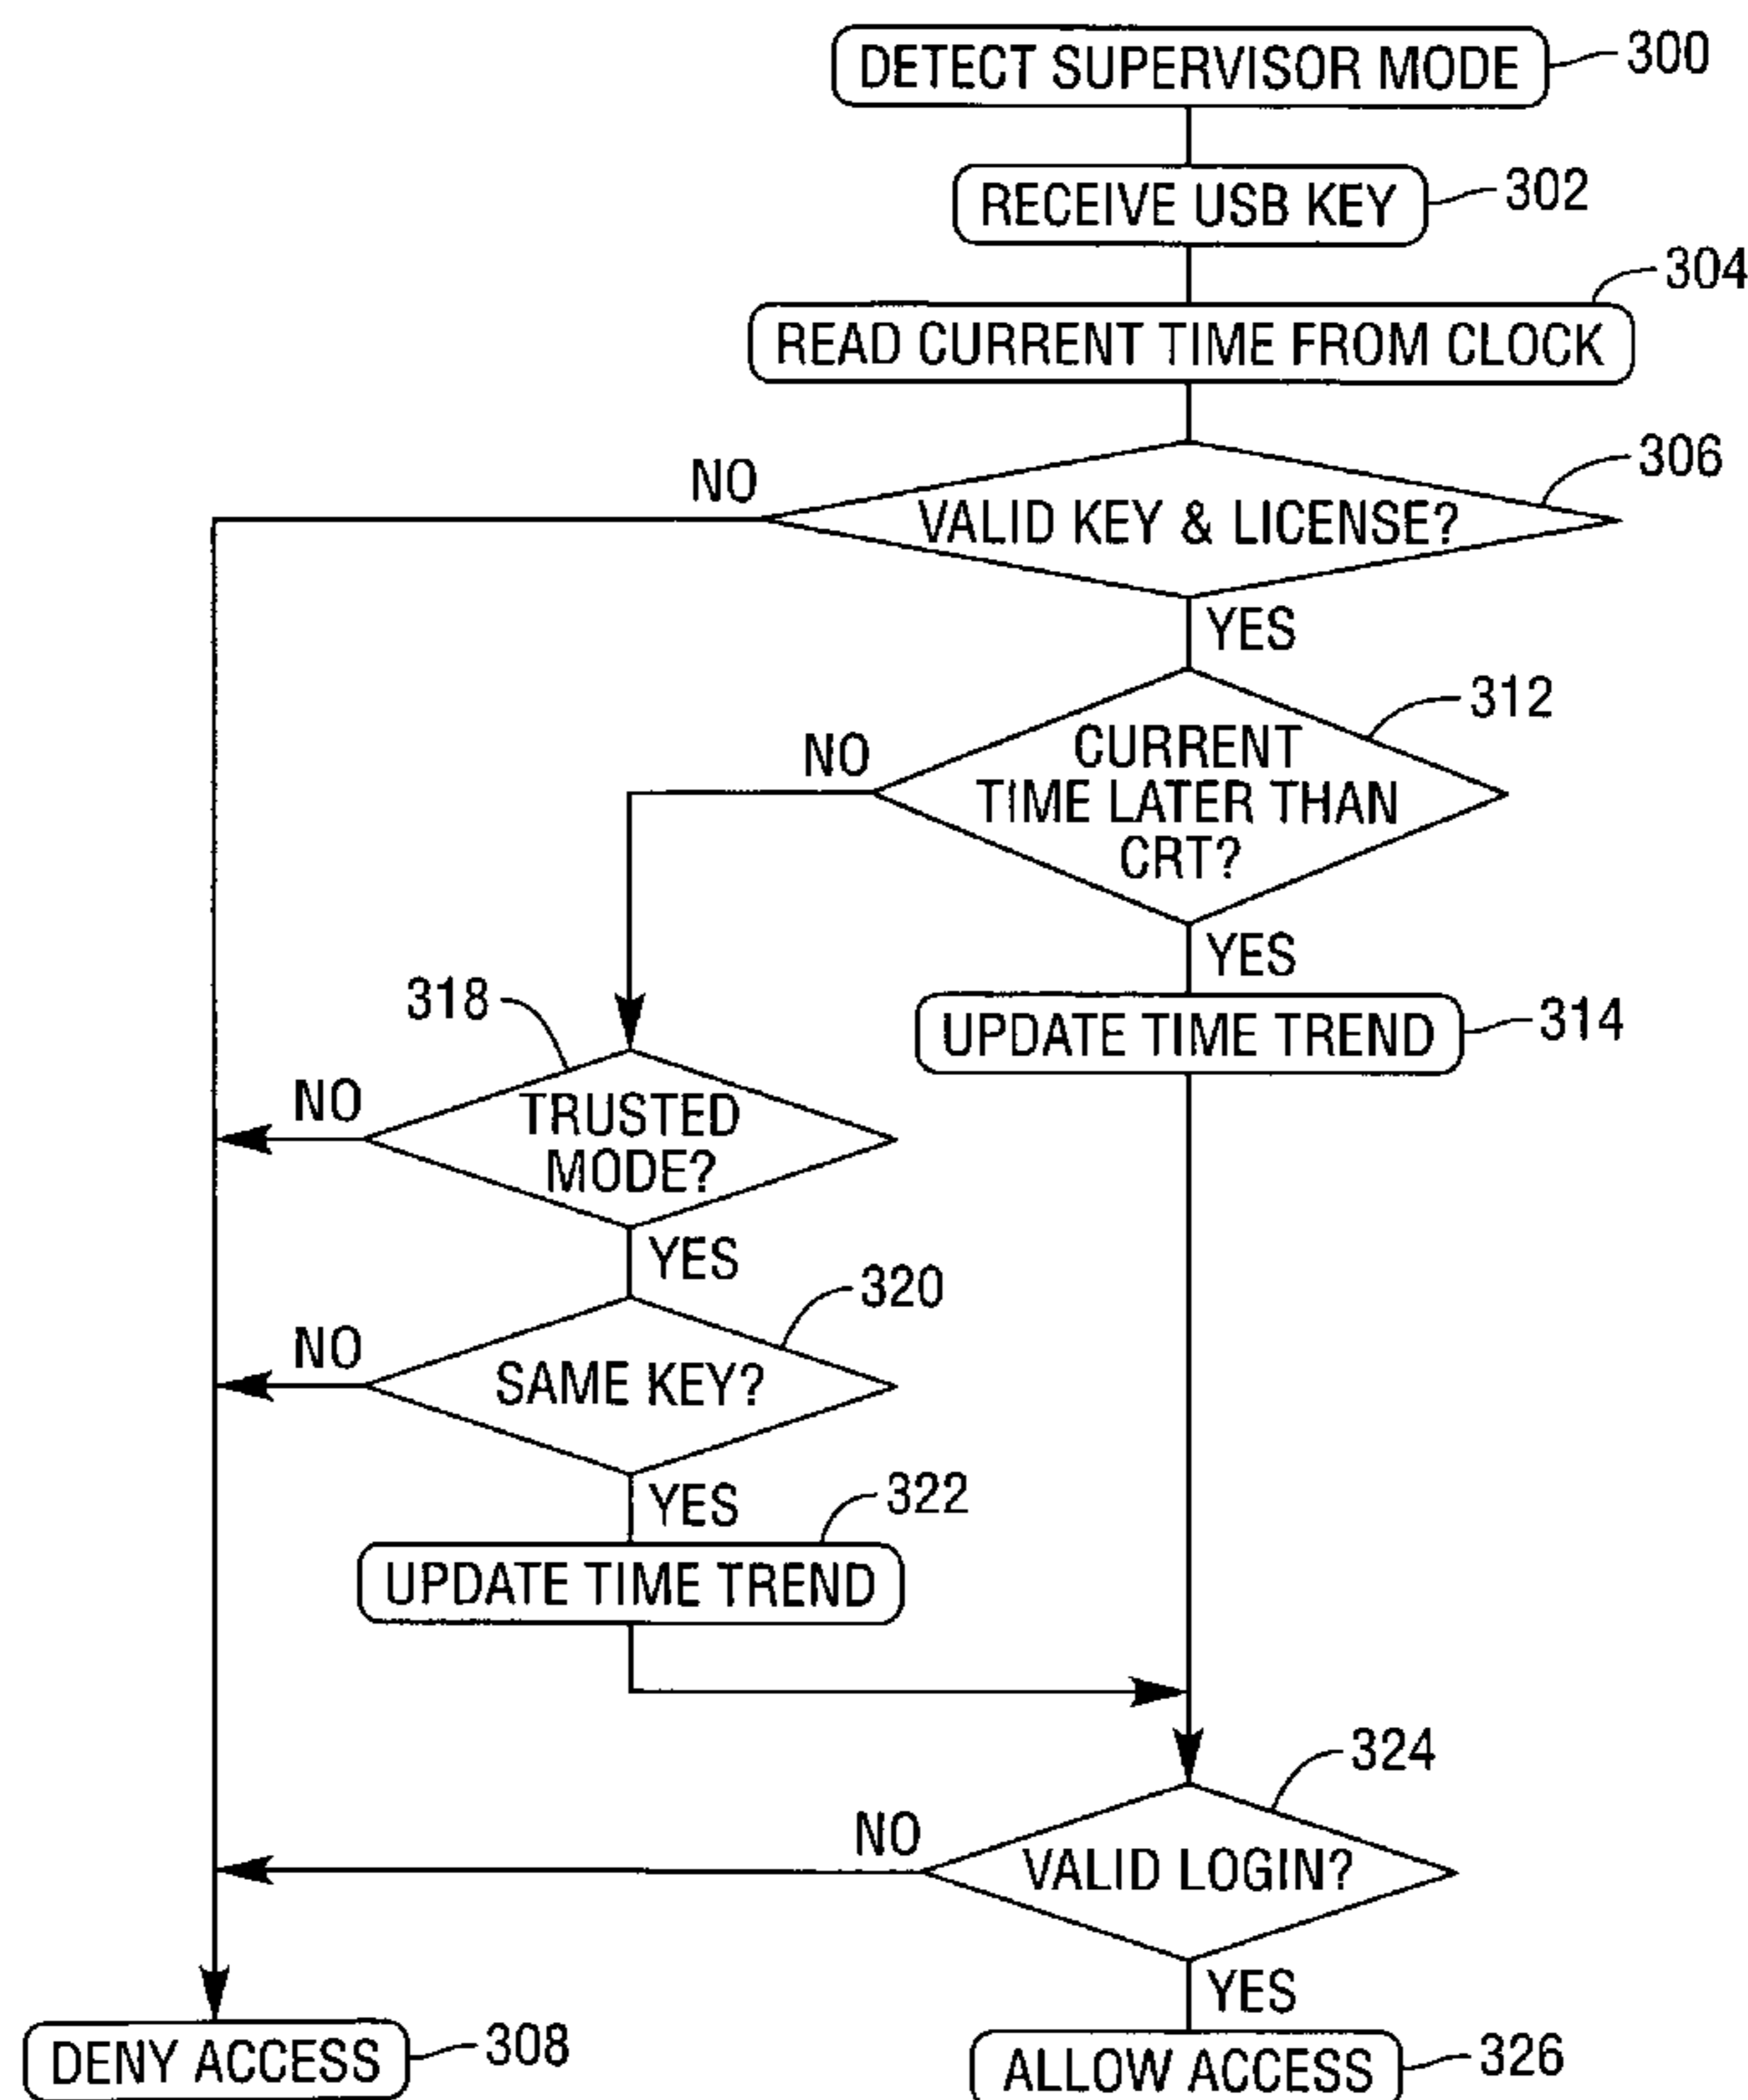 DETECT SUPERVISOR MODE
300
RECEIVE USB KEY
302
304
READ CURRENT TIME FROM CLOCK
306
NO
VALID KEY & LICENSE?
YES
312
NO
CURRENT
TIME LATER THAN
CRT?
YES
318
UPDATE TIME TREND
314
NO
TRUSTED
MODE?
YES
320
NO
SAME KEY?
YES
322
UPDATE TIME TREND
324
NO
VALID LOGIN?
YES
DENY ACCESS
308
ALLOW ACCESS
326